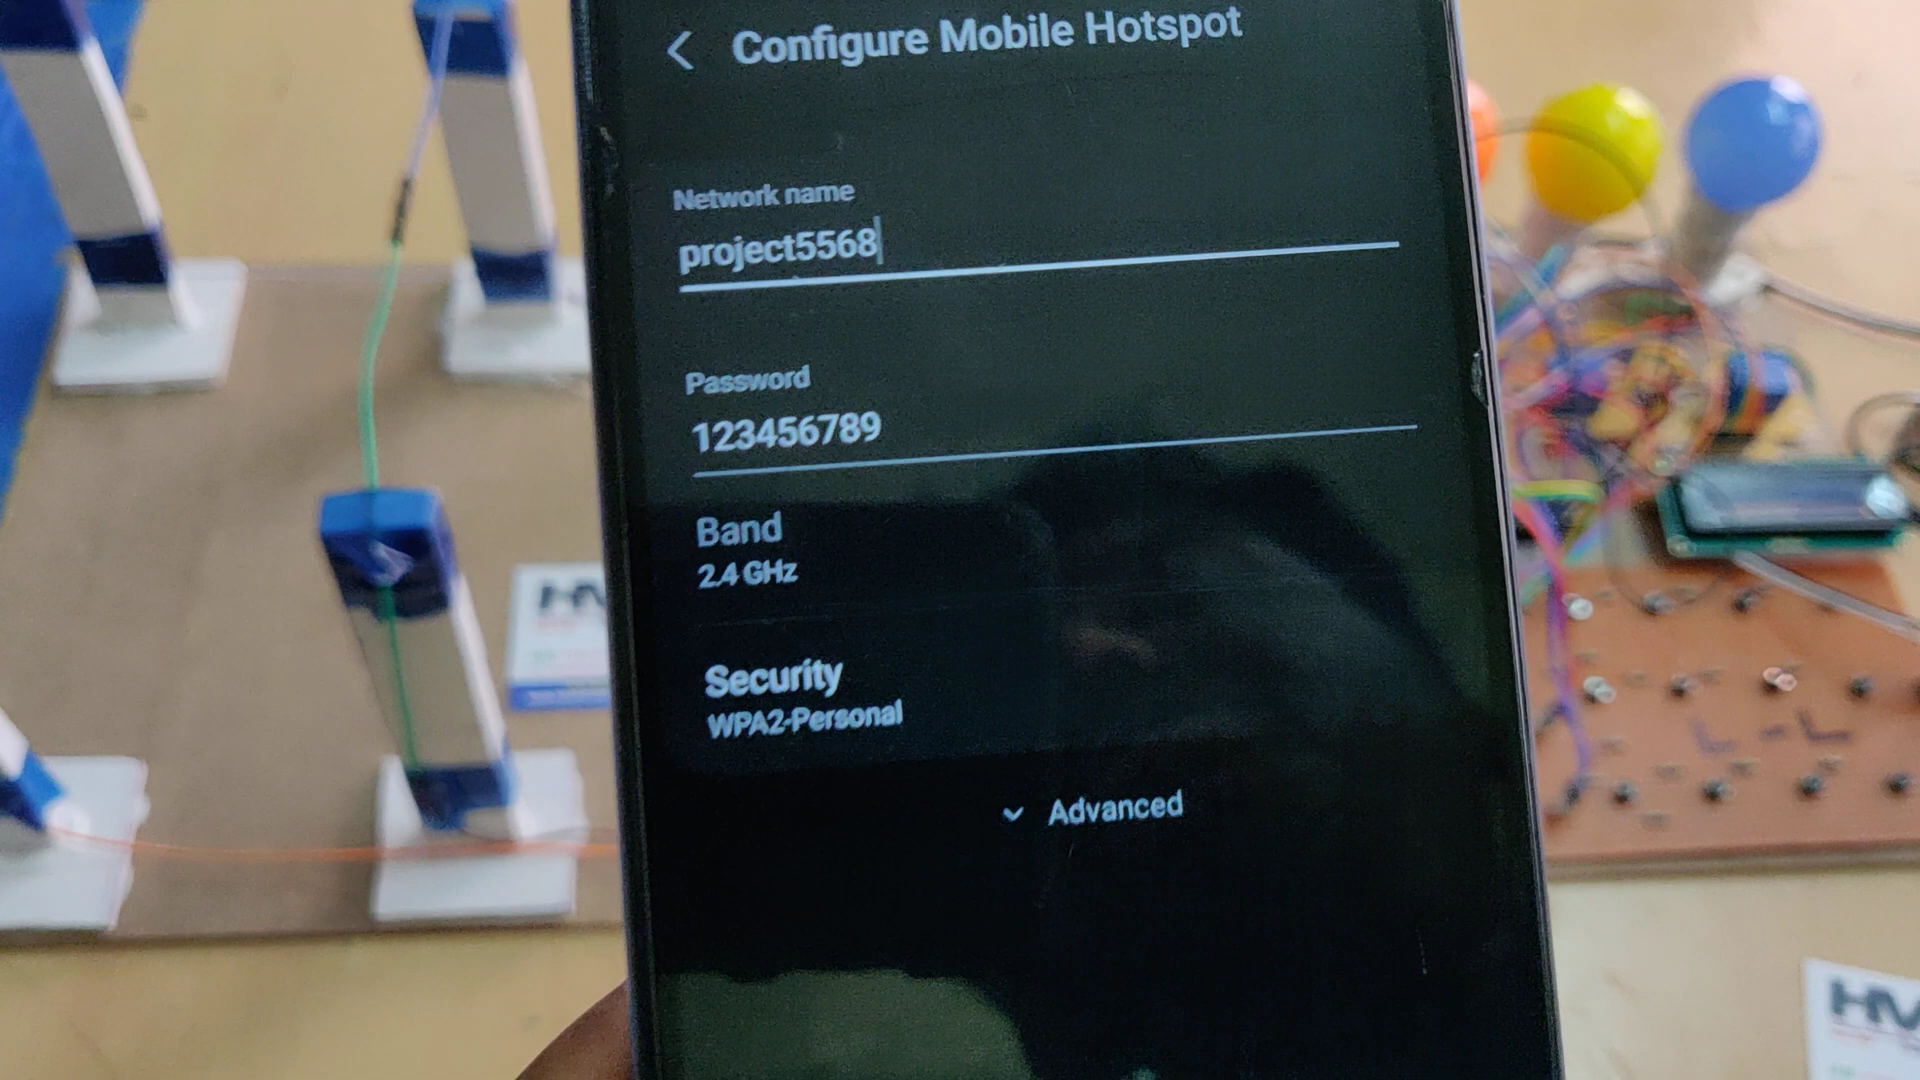 Configure Mobile Hotspot
Network name
project5568
Password
123456789
Band
2.4 GHz
Security
WPA2-Personal
Advanced